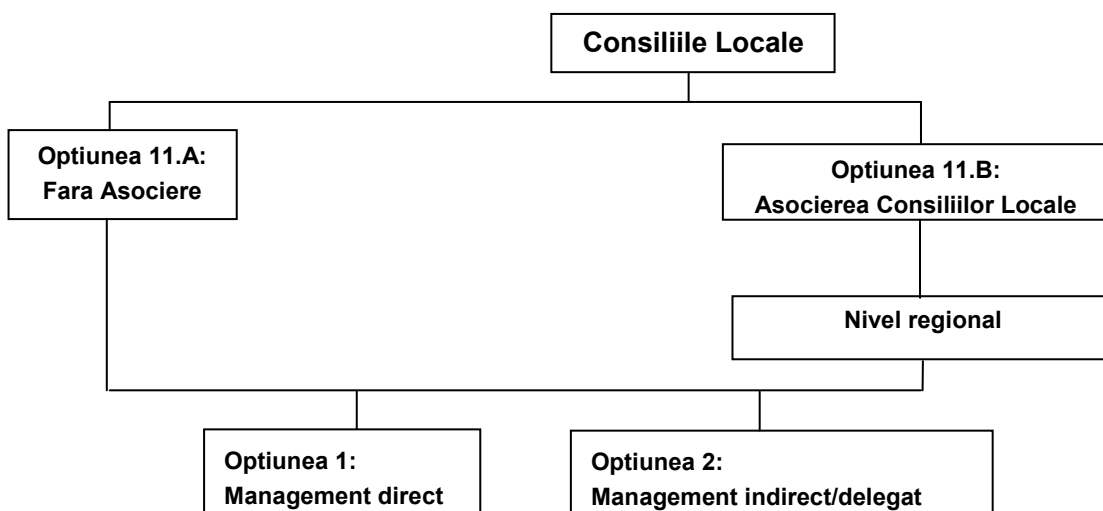 Consiliile Locale
Optiunea 11.A:
Fara Asociere
Optiunea 11.B:
Asocierea Consiliilor Locale
Nivel regional
Optiunea 1:
Management direct
Optiunea 2:
Management indirect/delegat